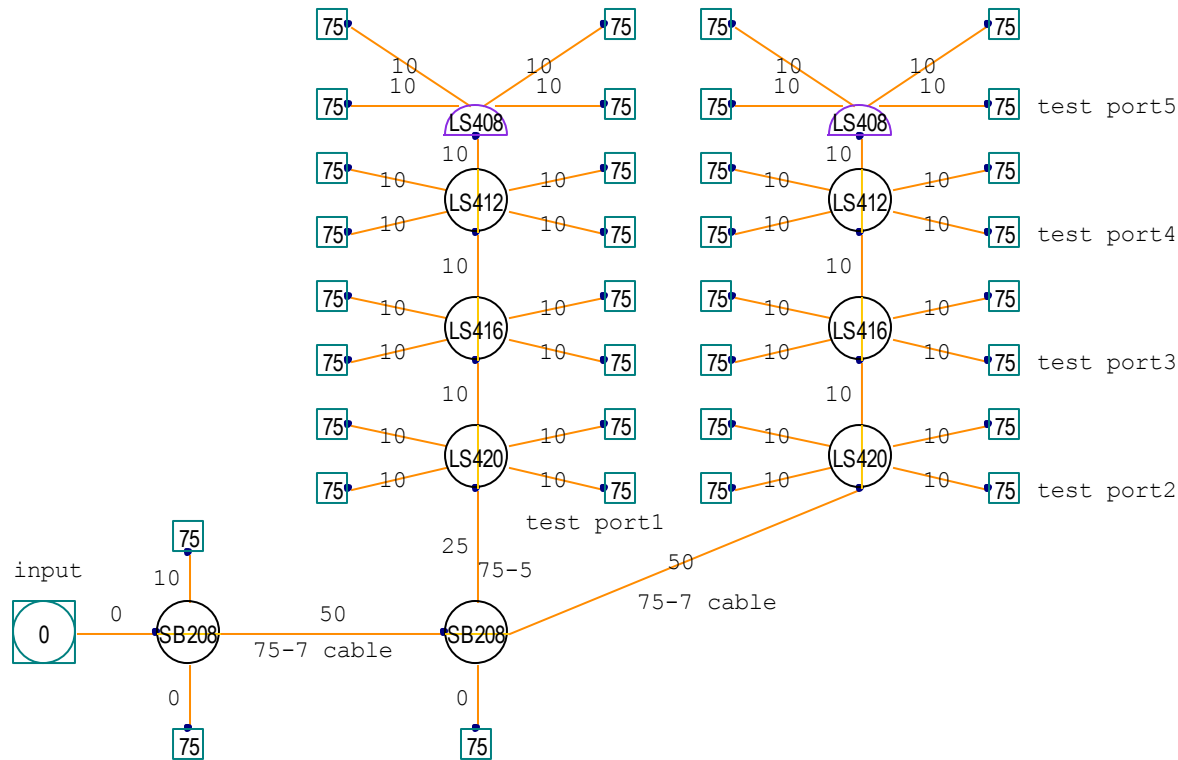 75 75 75 75
10 10 10 10
10 10 10 10
75 75 75 75 test port5
LS408 LS408
10 10
75 75 75 75
10 10 10 10
LS412 LS412
10 10 10 10
75 75 75 75 test port4
10 10
75 75 75 75
10 10 10 10
LS416 LS416
10 10 10 10
75 75 75 75 test port3
10 10
75 75 75 75
10 10 10 10
LS420 LS420
10 10 10 10
75 75 75 75 test port2
test port1
75
25
50
input 10 75-5
75-7 cable
0 50
0 SB208 SB208
75-7 cable
0 0
75 75